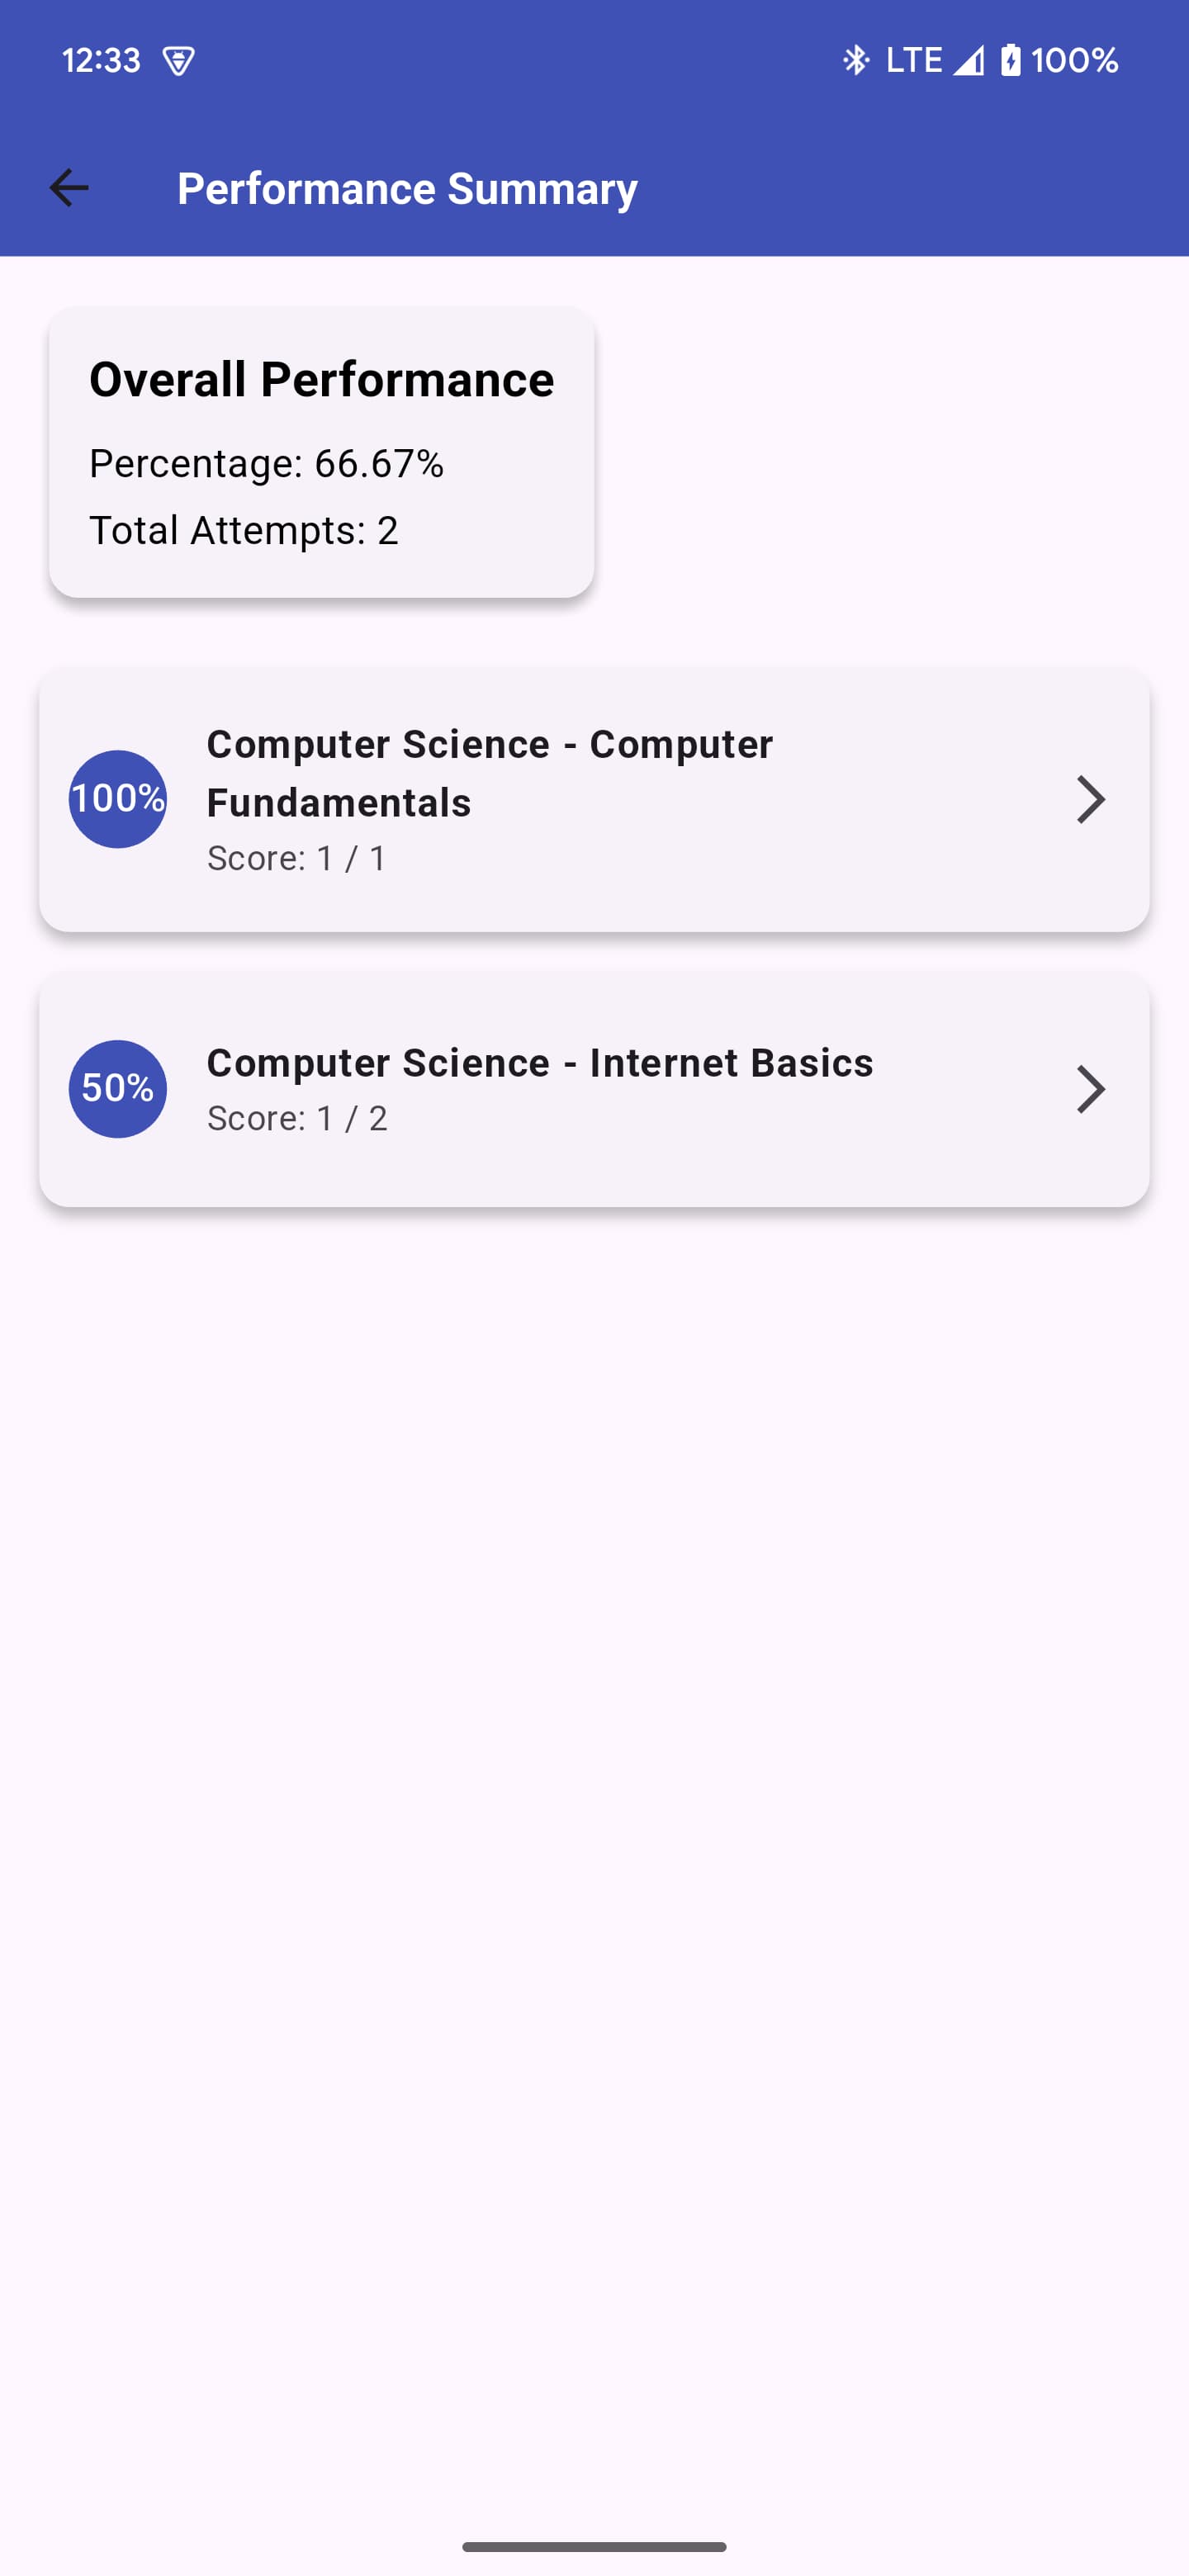 12:33
LTE 100%
Performance Summary
Overall Performance
Percentage: 66.67%
Total Attempts: 2
100%
Computer Science - Computer
Fundamentals
Score: 1 / 1
50%
Computer Science - Internet Basics
Score: 1 / 2